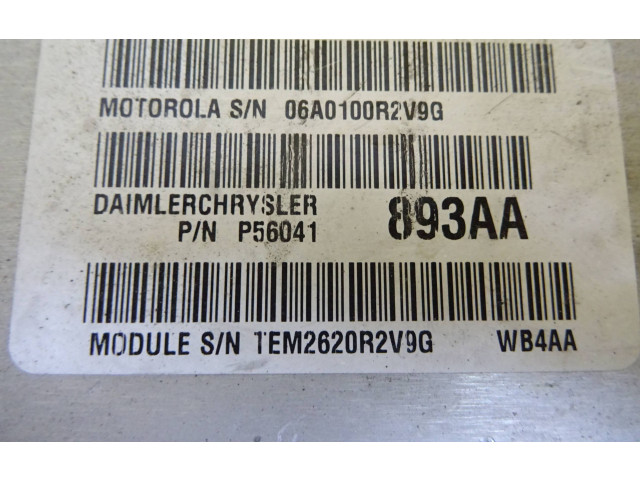 MOTOROLA S/N 06A0100R2V9G
DAIMLERCHRYSLER
P/N P56041 893AA
MODULE S/N TEM2620R2V9G WB4AA